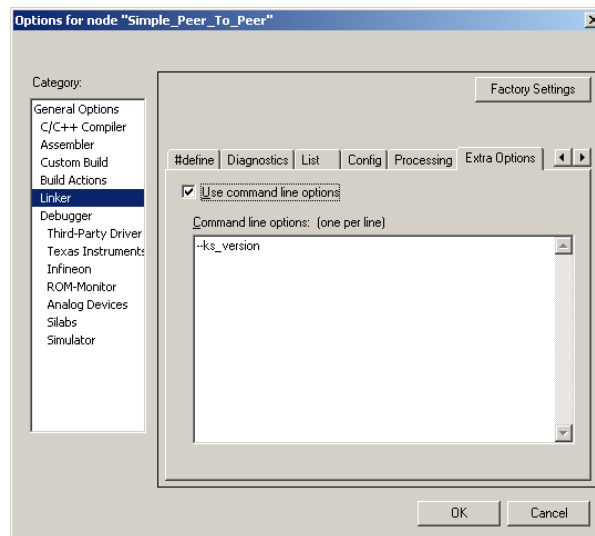 Options for node "Simple_Peer_To_Peer"
Category:
Factory Settings
General Options
C/C++ Compiler
Assembler
Custom Build
Build Actions
Linker
Debugger
Third-Party Driver
Texas Instruments
Infineon
ROM-Monitor
Analog Devices
Silabs
Simulator
#define Diagnostics List Config Processing Extra Options
Use command line options
Command line options: (one per line)
--ks_version
OK Cancel